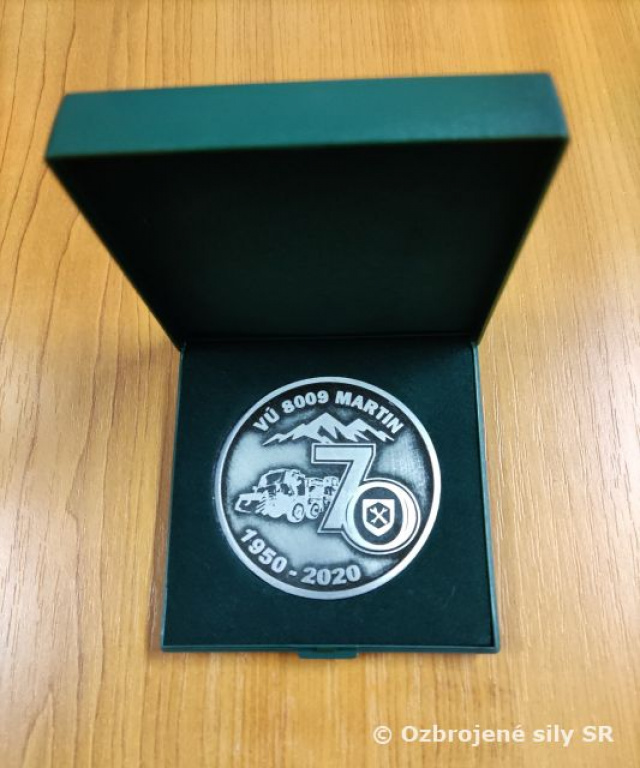 VÚ 8009 MARTIN
70
1950 - 2020
© Ozbrojené sily SR